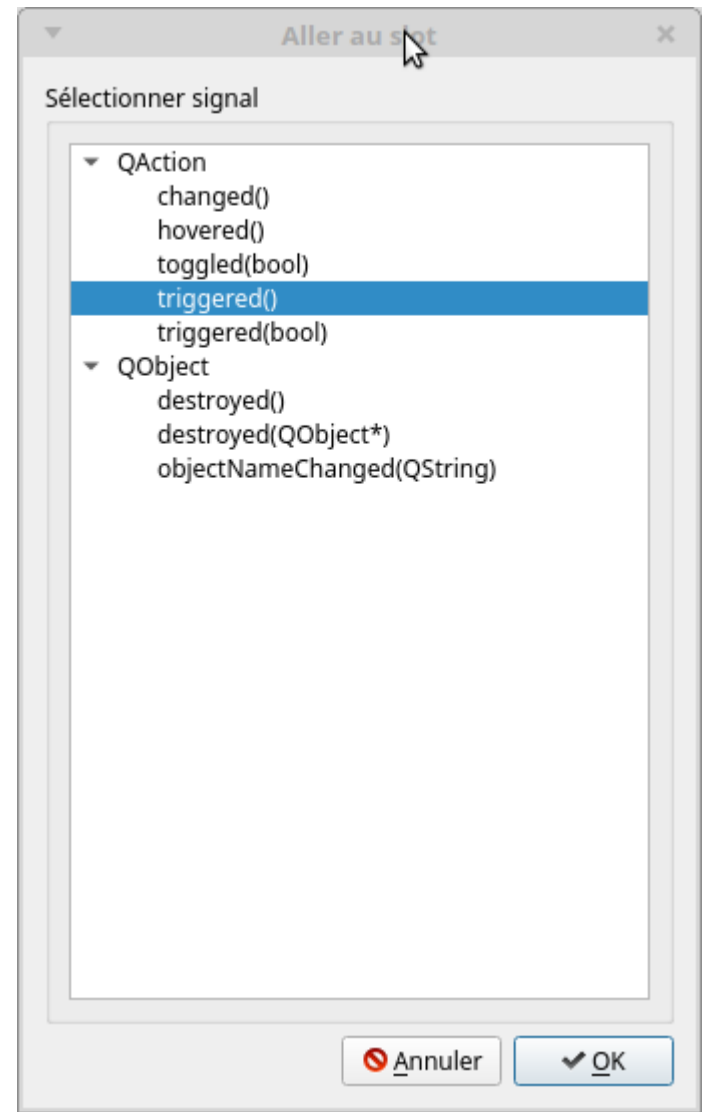 Aller au slot
Sélectionner signal
QAction
changed()
hovered()
toggled(bool)
triggered()
triggered(bool)
QObject
destroyed()
destroyed(QObject*)
objectNameChanged(QString)
Annuler
OK